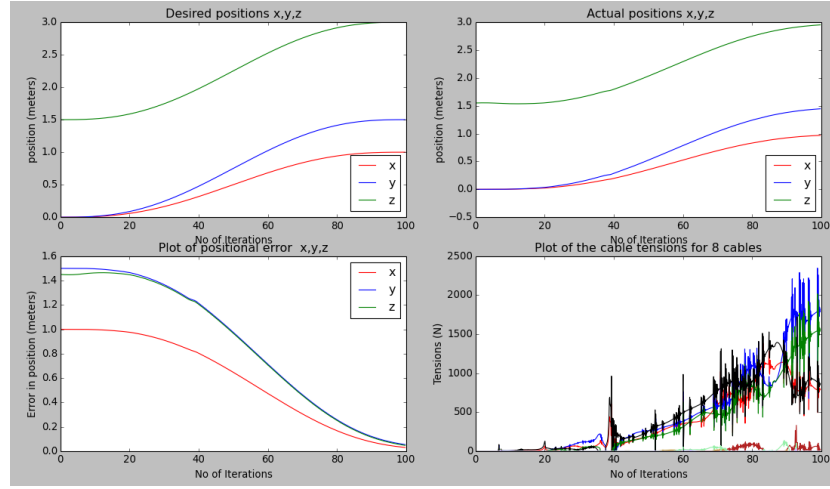 Desired positions x,y,z
3.0
2.5
2.0
1.5
1.0
0.5
0.0
position (meters)
0
20
40
60
80
100
No of Iterations
x
y
z
Actual positions x,y,z
3.0
2.5
2.0
1.5
1.0
0.5
0.0
−0.5
position (meters)
0
20
40
60
80
100
No of Iterations
x
y
z
Plot of positional error x,y,z
1.6
1.4
1.2
1.0
0.8
0.6
0.4
0.2
0.0
Error in position (meters)
0
20
40
60
80
100
No of Iterations
x
y
z
Plot of the cable tensions for 8 cables
2500
2000
1500
1000
500
0
Tensions (N)
0
20
40
60
80
100
No of Iterations